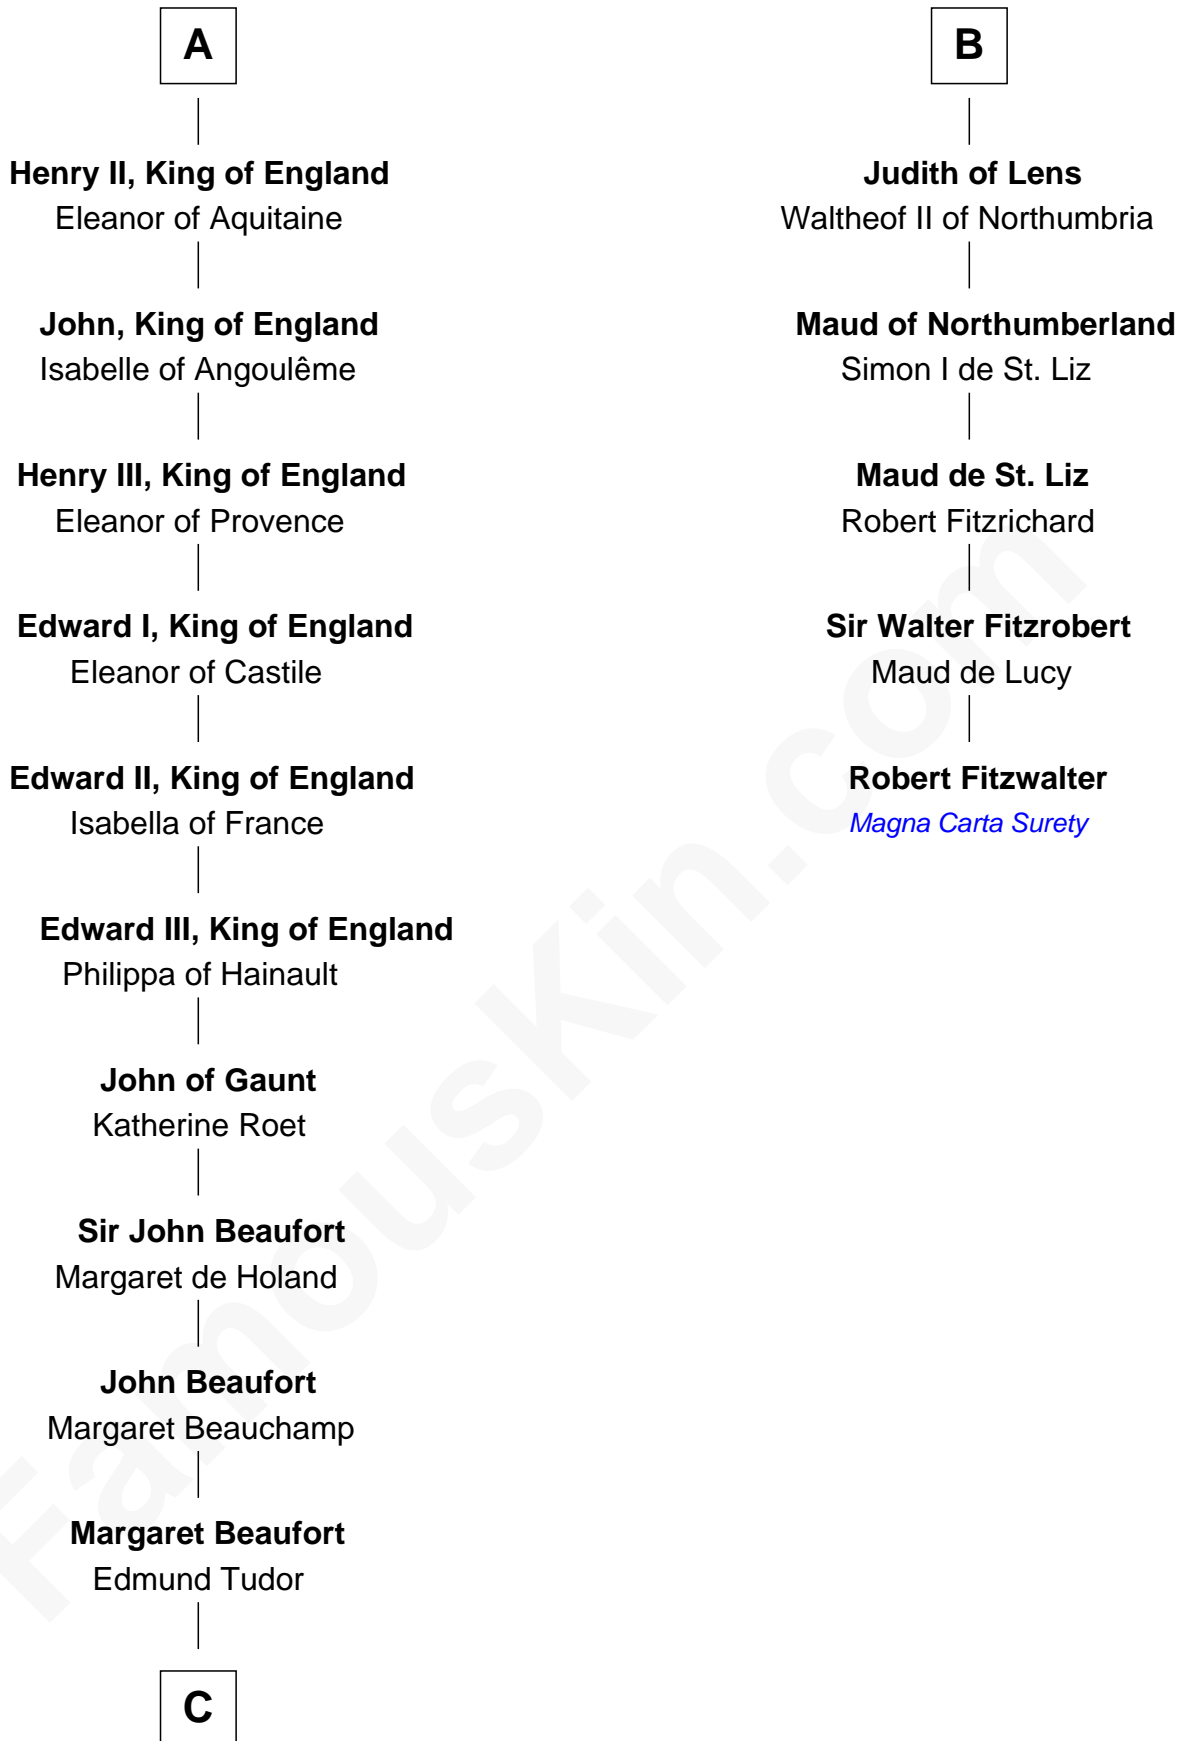 A
Henry II, King of England
Eleanor of Aquitaine
John, King of England
Isabelle of Angoulême
Henry III, King of England
Eleanor of Provence
Edward I, King of England
Eleanor of Castile
Edward II, King of England
Isabella of France
Edward III, King of England
Philippa of Hainault
John of Gaunt
Katherine Roet
Sir John Beaufort
Margaret de Holand
John Beaufort
Margaret Beauchamp
Margaret Beaufort
Edmund Tudor
C
B
Judith of Lens
Waltheof II of Northumbria
Maud of Northumberland
Simon I de St. Liz
Maud de St. Liz
Robert Fitzrichard
Sir Walter Fitzrobert
Maud de Lucy
Robert Fitzwalter
Magna Carta Surety
FamousKin.com